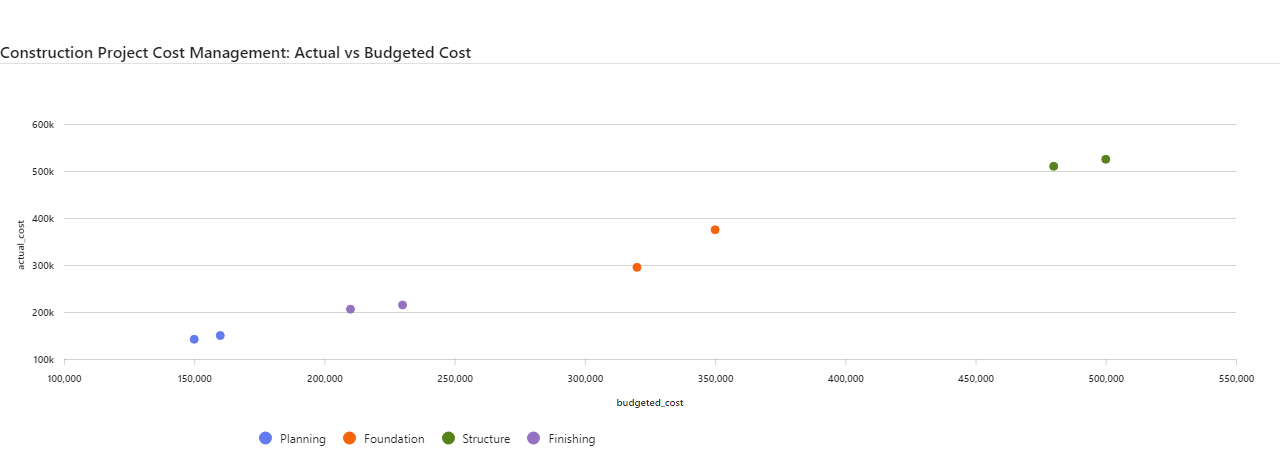 Construction Project Cost Management: Actual vs Budgeted Cost
600k
500k
400k
300k
200k
100k
actual_cost
100,000 150,000 200,000 250,000 300,000 350,000 400,000 450,000 500,000 550,000
budgeted_cost
Planning Foundation Structure Finishing